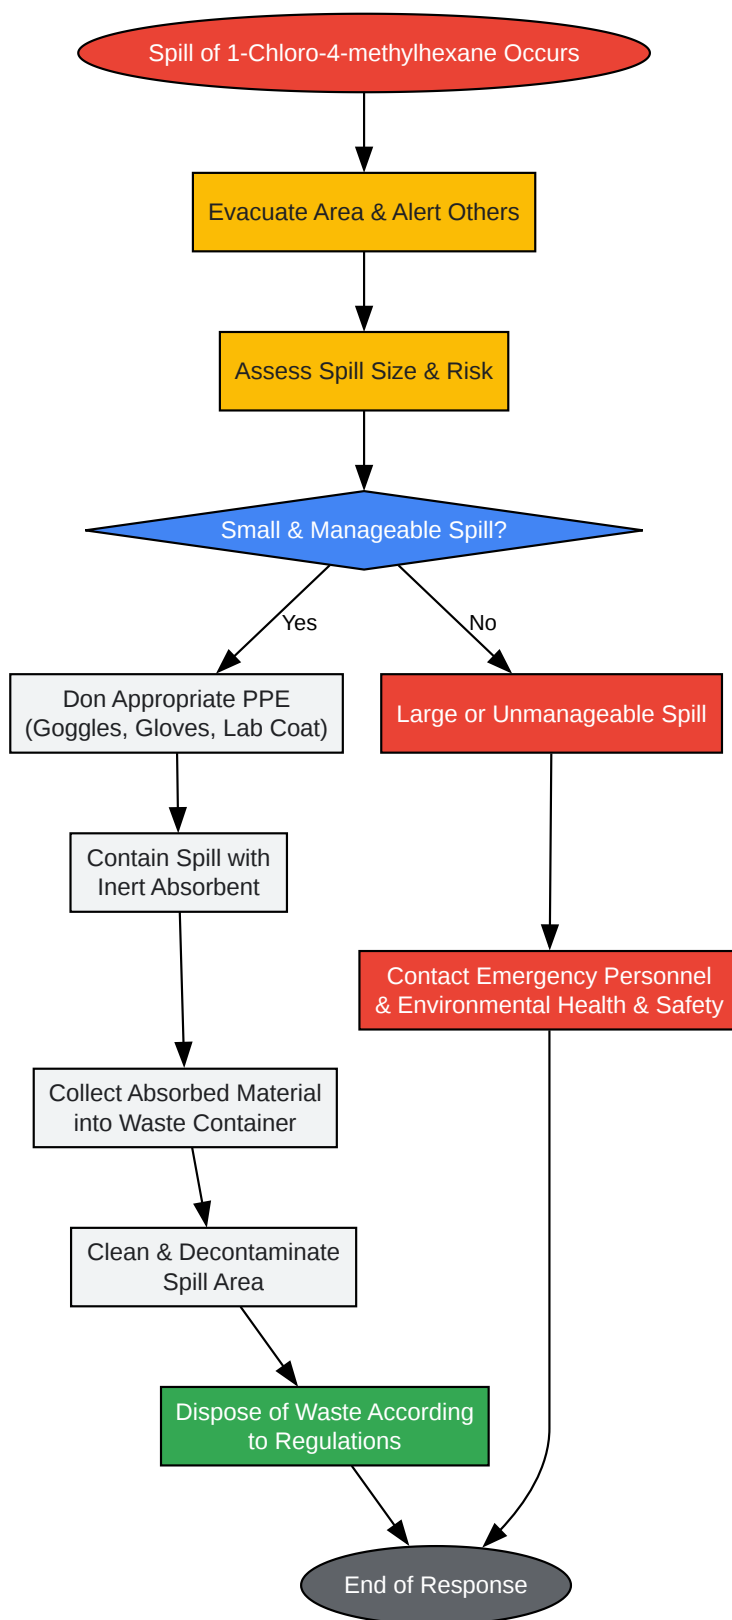 Spill of 1-Chloro-4-methylhexane Occurs
Evacuate Area & Alert Others
Assess Spill Size & Risk
Small & Manageable Spill?
Yes
No
Don Appropriate PPE
(Goggles, Gloves, Lab Coat)
Large or Unmanageable Spill
Contain Spill with
Inert Absorbent
Contact Emergency Personnel
& Environmental Health & Safety
Collect Absorbed Material
into Waste Container
Clean & Decontaminate
Spill Area
Dispose of Waste According
to Regulations
End of Response